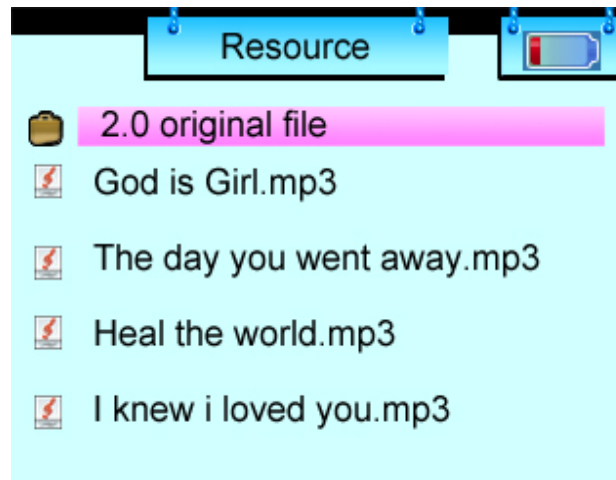 Resource
2.0 original file
God is Girl.mp3
The day you went away.mp3
Heal the world.mp3
I knew i loved you.mp3